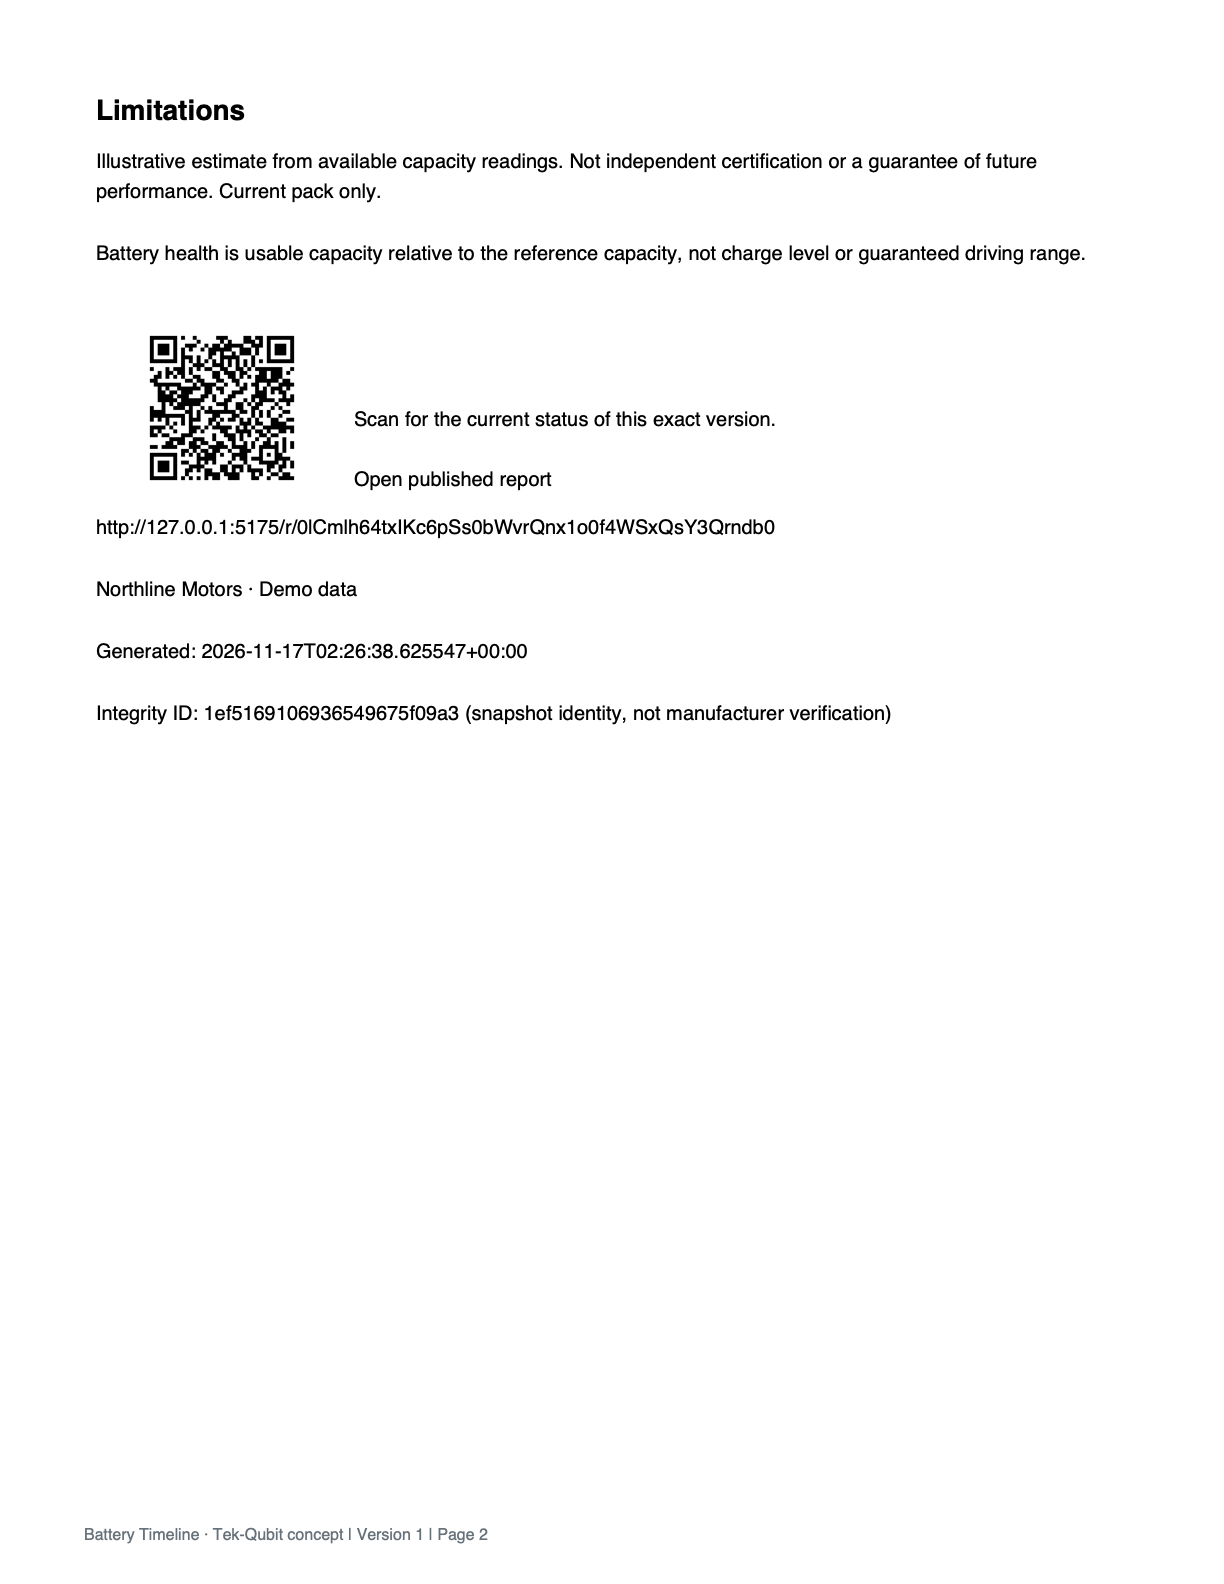 Limitations
Illustrative estimate from available capacity readings. Not independent certification or a guarantee of future
performance. Current pack only.
Battery health is usable capacity relative to the reference capacity, not charge level or guaranteed driving range.
Scan for the current status of this exact version.
Open published report
http://127.0.0.1:5175/r/0lCmlh64txIKc6pSs0bWvrQnx1o0f4WSxQsY3Qrndb0
Northline Motors · Demo data
Generated: 2026-11-17T02:26:38.625547+00:00
Integrity ID: 1ef5169106936549675f09a3 (snapshot identity, not manufacturer verification)
Battery Timeline · Tek-Qubit concept | Version 1 | Page 2